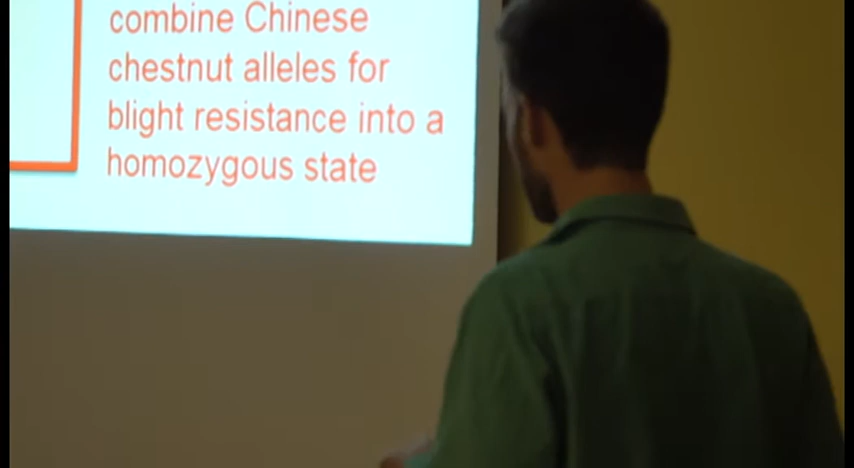 combine Chinese
chestnut alleles for
blight resistance into a
homozygous state